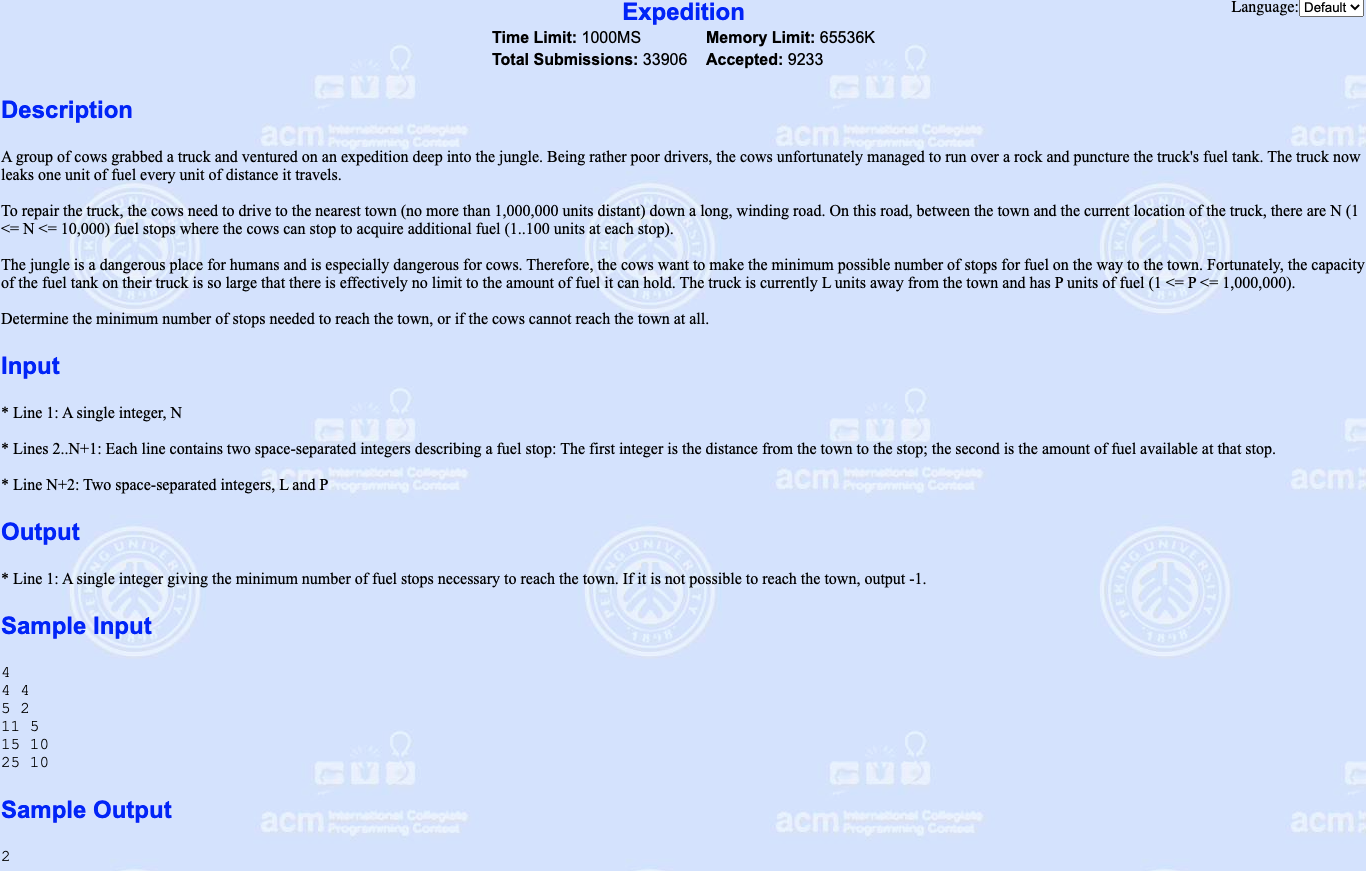 Expedition
Language: Default
Time Limit: 1000MS Memory Limit: 65536K
Total Submissions: 33906 Accepted: 9233
Description
A group of cows grabbed a truck and ventured on an expedition deep into the jungle. Being rather poor drivers, the cows unfortunately managed to run over a rock and puncture the truck's fuel tank. The truck now
leaks one unit of fuel every unit of distance it travels.
To repair the truck, the cows need to drive to the nearest town (no more than 1,000,000 units distant) down a long, winding road. On this road, between the town and the current location of the truck, there are N (1
<= N <= 10,000) fuel stops where the cows can stop to acquire additional fuel (1..100 units at each stop).
The jungle is a dangerous place for humans and is especially dangerous for cows. Therefore, the cows want to make the minimum possible number of stops for fuel on the way to the town. Fortunately, the capacity
of the fuel tank on their truck is so large that there is effectively no limit to the amount of fuel it can hold. The truck is currently L units away from the town and has P units of fuel (1 <= P <= 1,000,000).
Determine the minimum number of stops needed to reach the town, or if the cows cannot reach the town at all.
Input
* Line 1: A single integer, N
* Lines 2..N+1: Each line contains two space-separated integers describing a fuel stop: The first integer is the distance from the town to the stop; the second is the amount of fuel available at that stop.
* Line N+2: Two space-separated integers, L and P
Output
* Line 1: A single integer giving the minimum number of fuel stops necessary to reach the town. If it is not possible to reach the town, output -1.
Sample Input
4
4 4
5 2
11 5
15 10
25 10
Sample Output
2
acm International Collegiate
Programming Contest
PEKING UNIVERSITY
1898